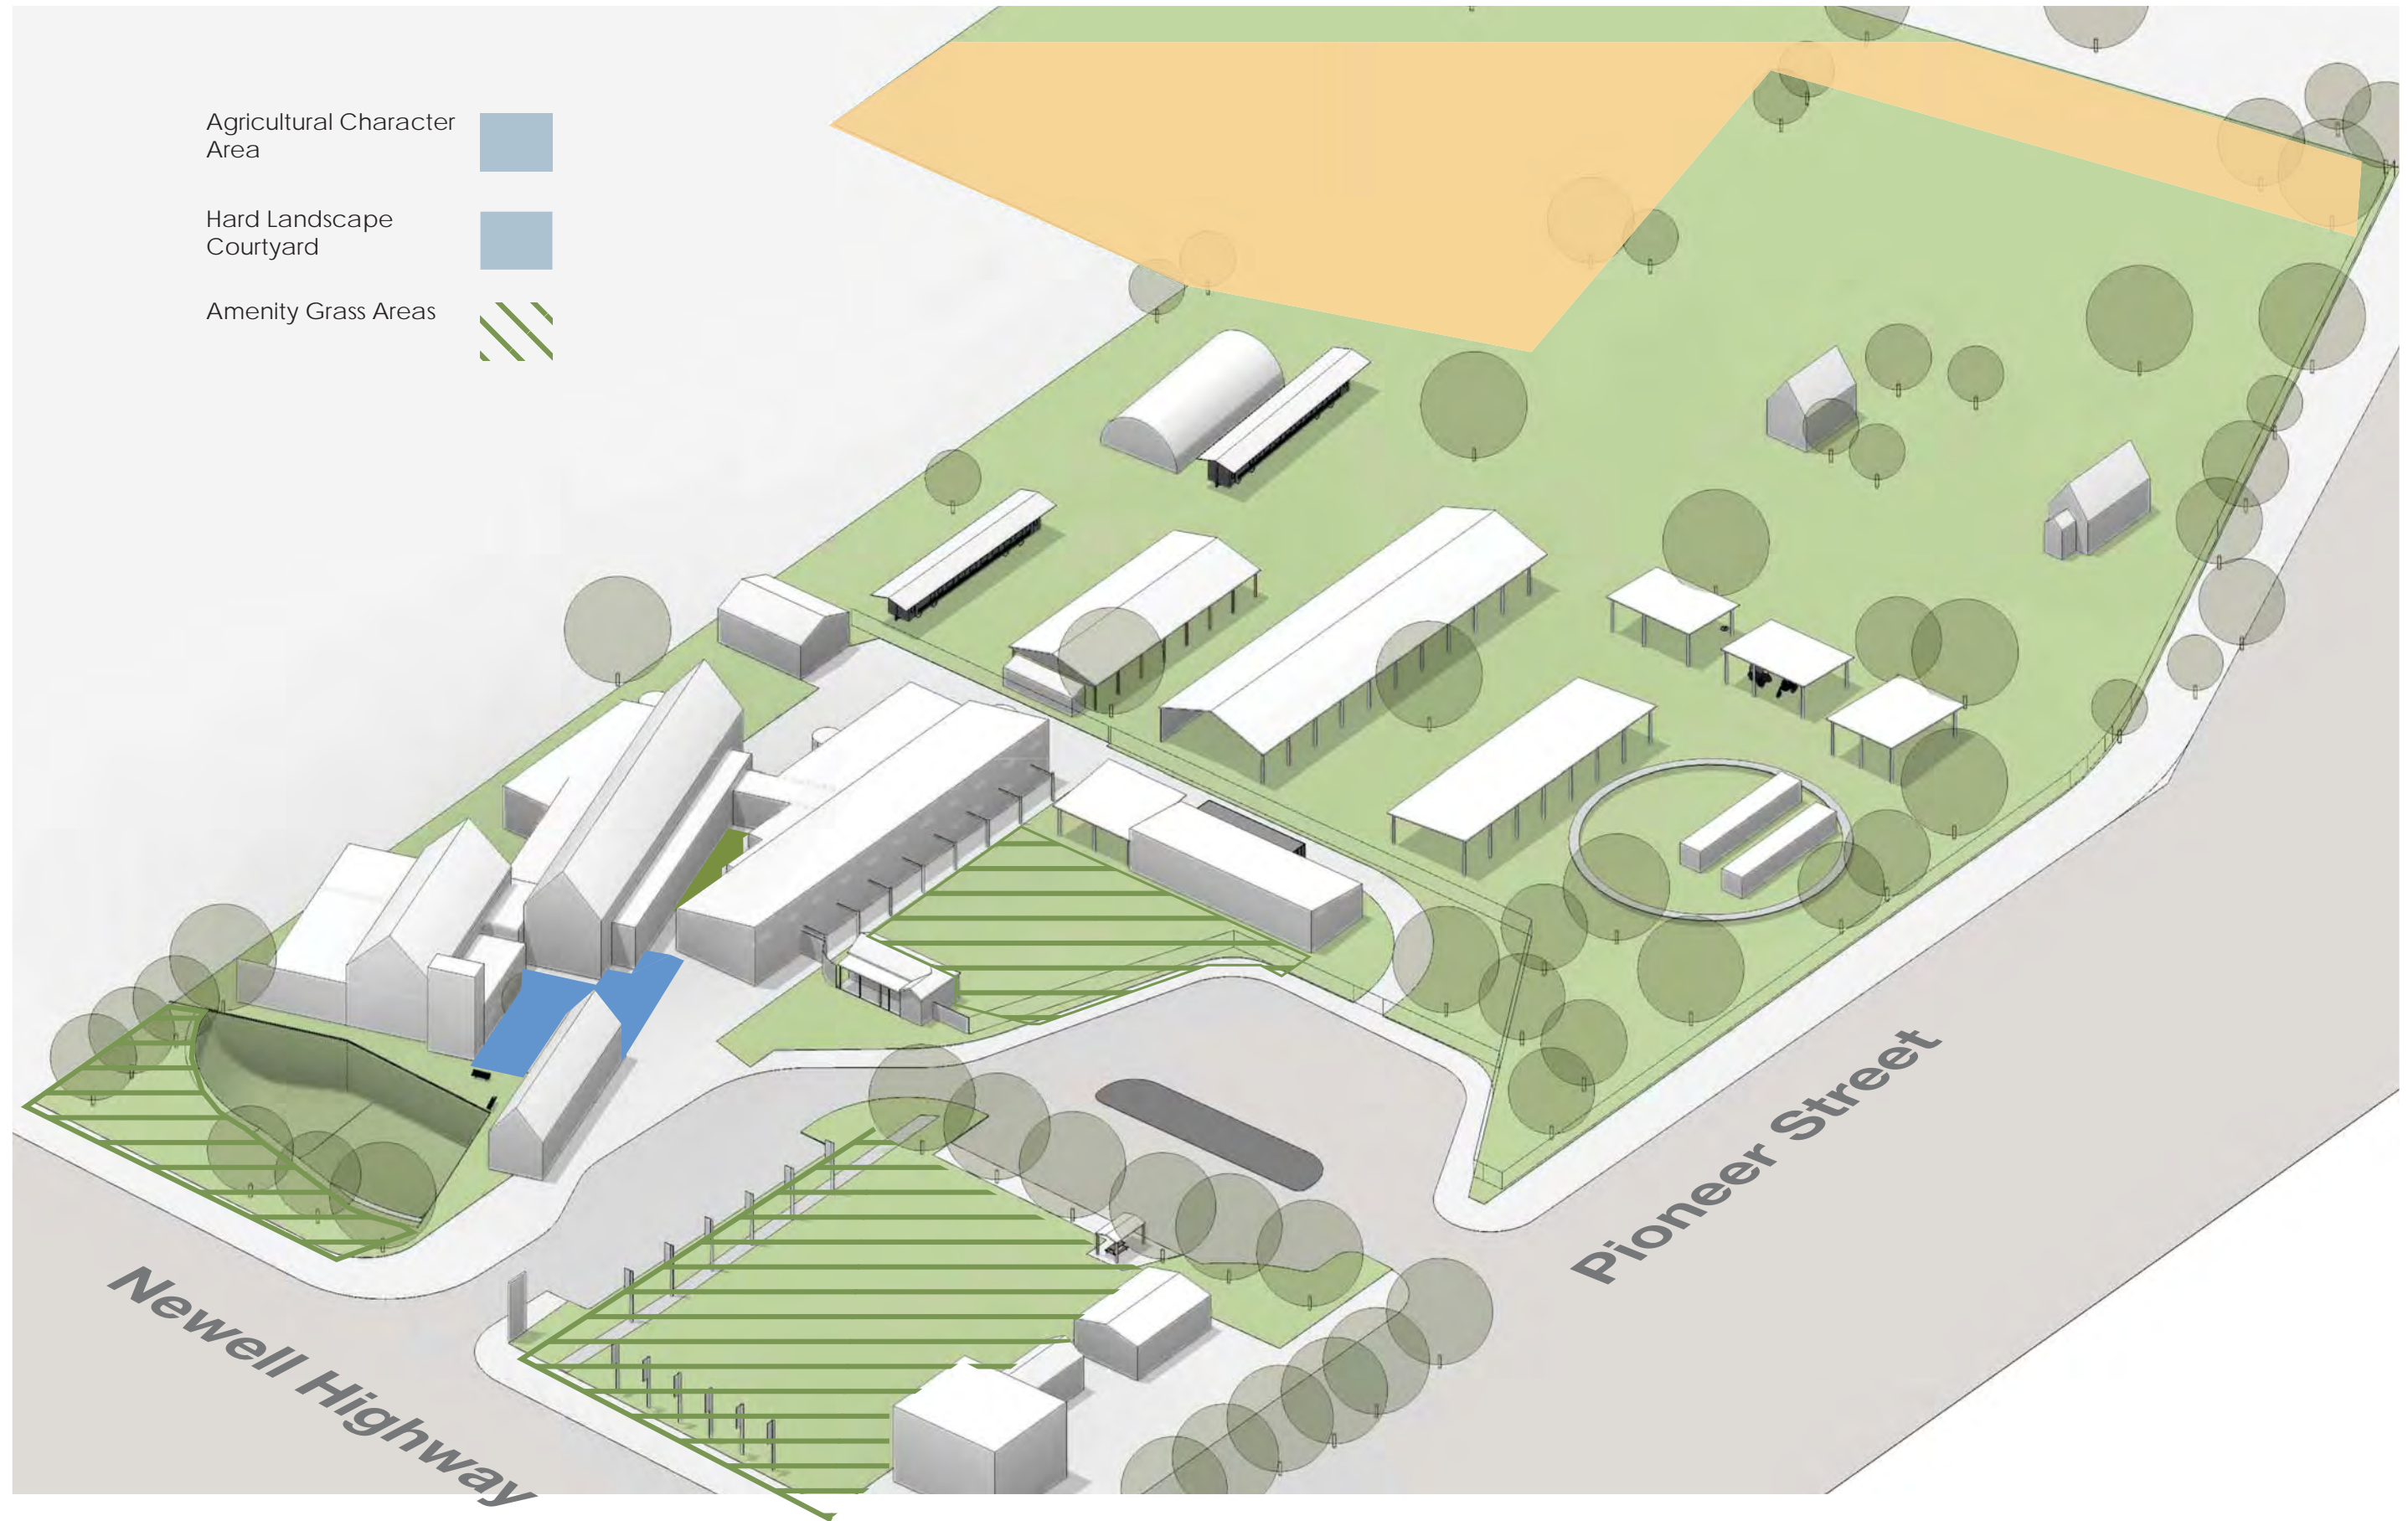 Agricultural Character
Area
Hard Landscape
Courtyard
Amenity Grass Areas
Pioneer Street
Newell Highway